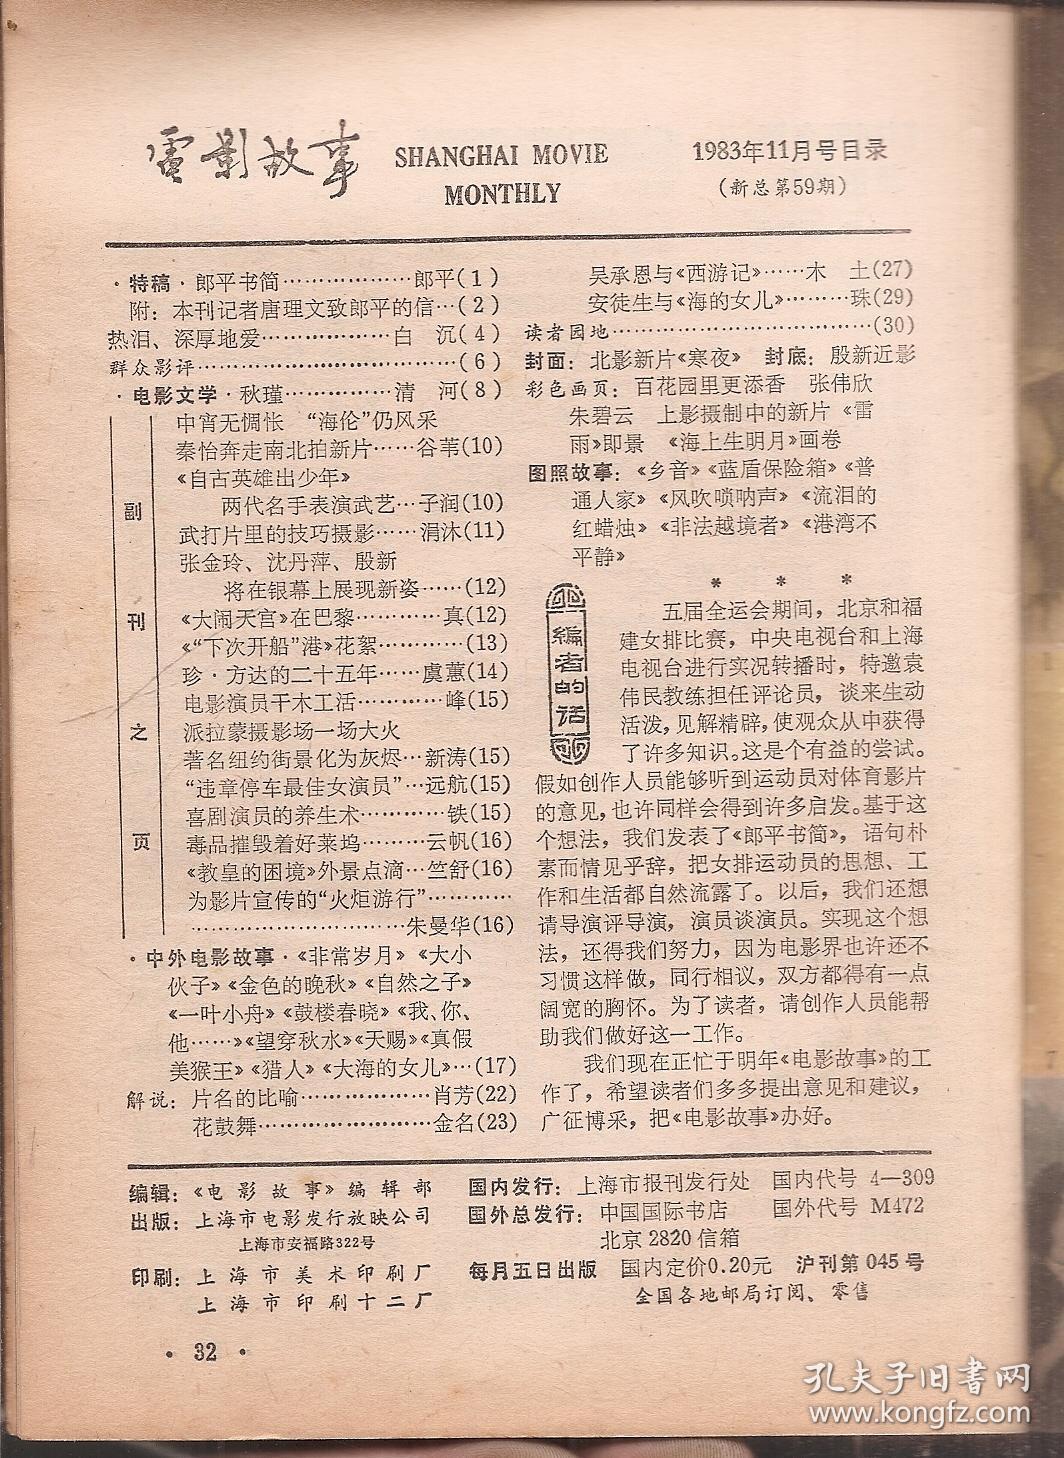 電影故事 SHANGHAI MOVIE MONTHLY
1983年11月号目录
（新总第59期）
·特稿·郎平书简………………郎平(1)
附：本刊记者唐理文致郎平的信…(2)
热泪、深厚地爱………………白 沉(4)
群众影评……………………………(6)
·电影文学·秋瑾……………清 河(8)
副刊之页
中宵无惆怅 “海伦”仍风采
秦怡奔走南北拍新片……谷苇(10)
《自古英雄出少年》
两代名手表演武艺…子润(10)
武打片里的技巧摄影……涓沐(11)
张金玲、沈丹萍、殷新
将在银幕上展现新姿……(12)
《大闹天宫》在巴黎…………真(12)
《“下次开船”港》花絮…………(13)
珍·方达的二十五年……虞蕙(14)
电影演员干木工活…………峰(15)
派拉蒙摄影场一场大火
著名纽约街景化为灰烬…新涛(15)
“违章停车最佳女演员”…远航(15)
喜剧演员的养生术…………铁(15)
毒品摧毁着好莱坞………云帆(16)
《教皇的困境》外景点滴…竺舒(16)
为影片宣传的“火炬游行”…………
……………………………朱曼华(16)
·中外电影故事·《非常岁月》《大小
伙子》《金色的晚秋》《自然之子》
《一叶小舟》《鼓楼春晓》《我、你、
他……》《望穿秋水》《天赐》《真假
美猴王》《猎人》《大海的女儿》…(17)
解说：片名的比喻………………肖芳(22)
花鼓舞……………………金名(23)
吴承恩与《西游记》……木 土(27)
安徒生与《海的女儿》………珠(29)
读者园地………………………………(30)
封面：北影新片《寒夜》 封底：殷新近影
彩色画页：百花园里更添香 张伟欣
朱碧云 上影摄制中的新片《雷
雨》即景 《海上生明月》画卷
图照故事：《乡音》《蓝盾保险箱》《普
通人家》《风吹唢呐声》《流泪的
红蜡烛》《非法越境者》《港湾不
平静》
* * *
编者的话
五届全运会期间，北京和福
建女排比赛，中央电视台和上海
电视台进行实况转播时，特邀袁
伟民教练担任评论员，谈来生动
活泼，见解精辟，使观众从中获得
了许多知识。这是个有益的尝试。
假如创作人员能够听到运动员对体育影片
的意见，也许同样会得到许多启发。基于这
个想法，我们发表了《郎平书简》，语句朴
素而情见乎辞，把女排运动员的思想、工
作和生活都自然流露了。以后，我们还想
请导演评导演，演员谈演员。实现这个想
法，还得我们努力，因为电影界也许还不
习惯这样做，同行相议，双方都得有一点
阔宽的胸怀。为了读者，请创作人员能帮
助我们做好这一工作。
我们现在正忙于明年《电影故事》的工
作了，希望读者们多多提出意见和建议，
广征博采，把《电影故事》办好。
编辑：《电影故事》编辑部
出版：上海市电影发行放映公司
上海市安福路322号
印刷：上海市美术印刷厂
上海市印刷十二厂
国内发行：上海市报刊发行处 国内代号 4—309
国外总发行：中国国际书店 国外代号 M472
北京2820信箱
每月五日出版 国内定价0.20元 沪刊第045号
全国各地邮局订阅、零售
·32·
孔夫子旧书网
www.kongfz.com